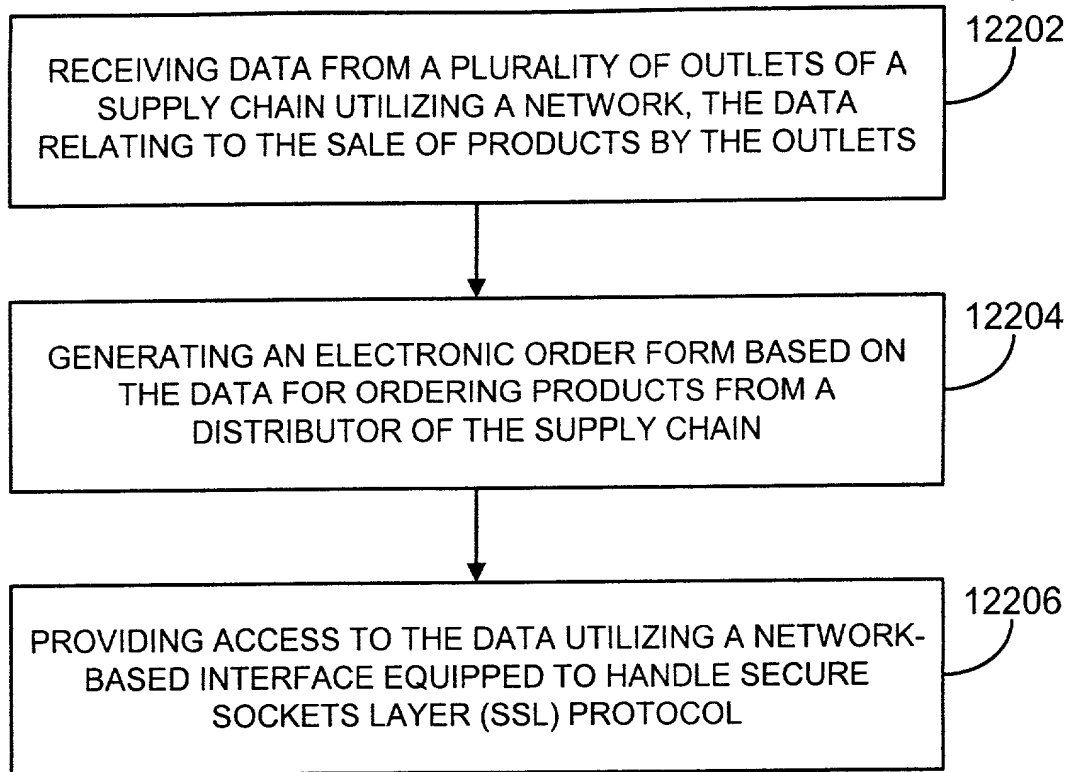 12202
RECEIVING DATA FROM A PLURALITY OF OUTLETS OF A
SUPPLY CHAIN UTILIZING A NETWORK, THE DATA
RELATING TO THE SALE OF PRODUCTS BY THE OUTLETS
12204
GENERATING AN ELECTRONIC ORDER FORM BASED ON
THE DATA FOR ORDERING PRODUCTS FROM A
DISTRIBUTOR OF THE SUPPLY CHAIN
12206
PROVIDING ACCESS TO THE DATA UTILIZING A NETWORK-
BASED INTERFACE EQUIPPED TO HANDLE SECURE
SOCKETS LAYER (SSL) PROTOCOL